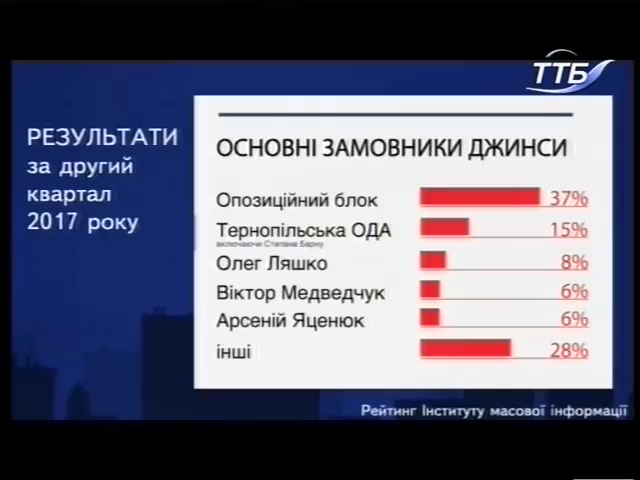 ТТБ
РЕЗУЛЬТАТИ
за другий
квартал
2017 року
ОСНОВНІ ЗАМОВНИКИ ДЖИНСИ
Опозиційний блок 37%
Тернопільська ОДА 15%
включаючи Степана Барну
Олег Ляшко 8%
Віктор Медведчук 6%
Арсеній Яценюк 6%
інші 28%
Рейтинг Інституту масової інформації